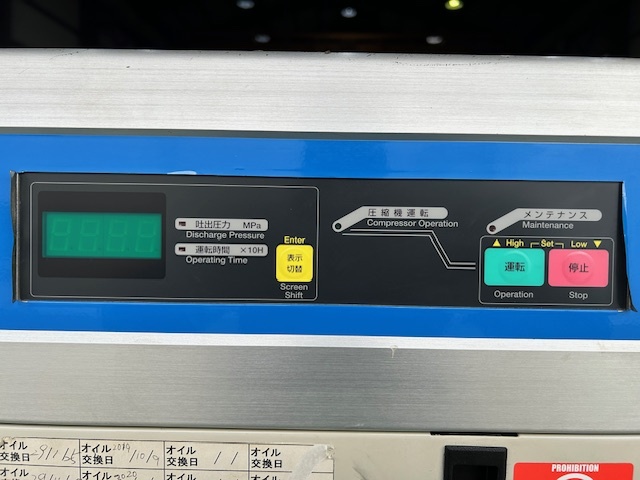 吐出圧力 MPa
Discharge Pressure
運転時間 ×10H
Operating Time
Enter
表示
切替
Screen
Shift
圧縮機運転
Compressor Operation
メンテナンス
Maintenance
▲ High Set Low ▼
運転
停止
Operation
Stop
オイル
交換日
オイル 2019
交換日 10/9
オイル
交換日
オイル
交換日
オイル
オイル 2020
オイル
オイル
PROHIBITION